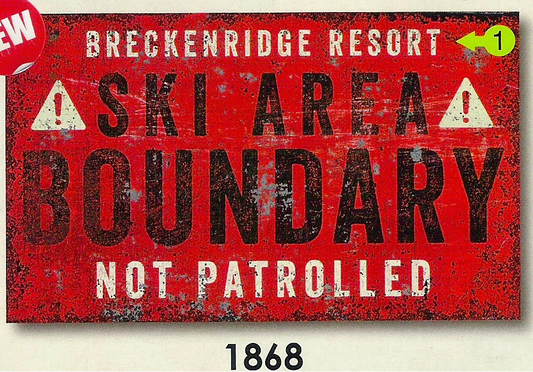 BRECKENRIDGE RESORT
1
SKI AREA
BOUNDARY
NOT PATROLLED
1868